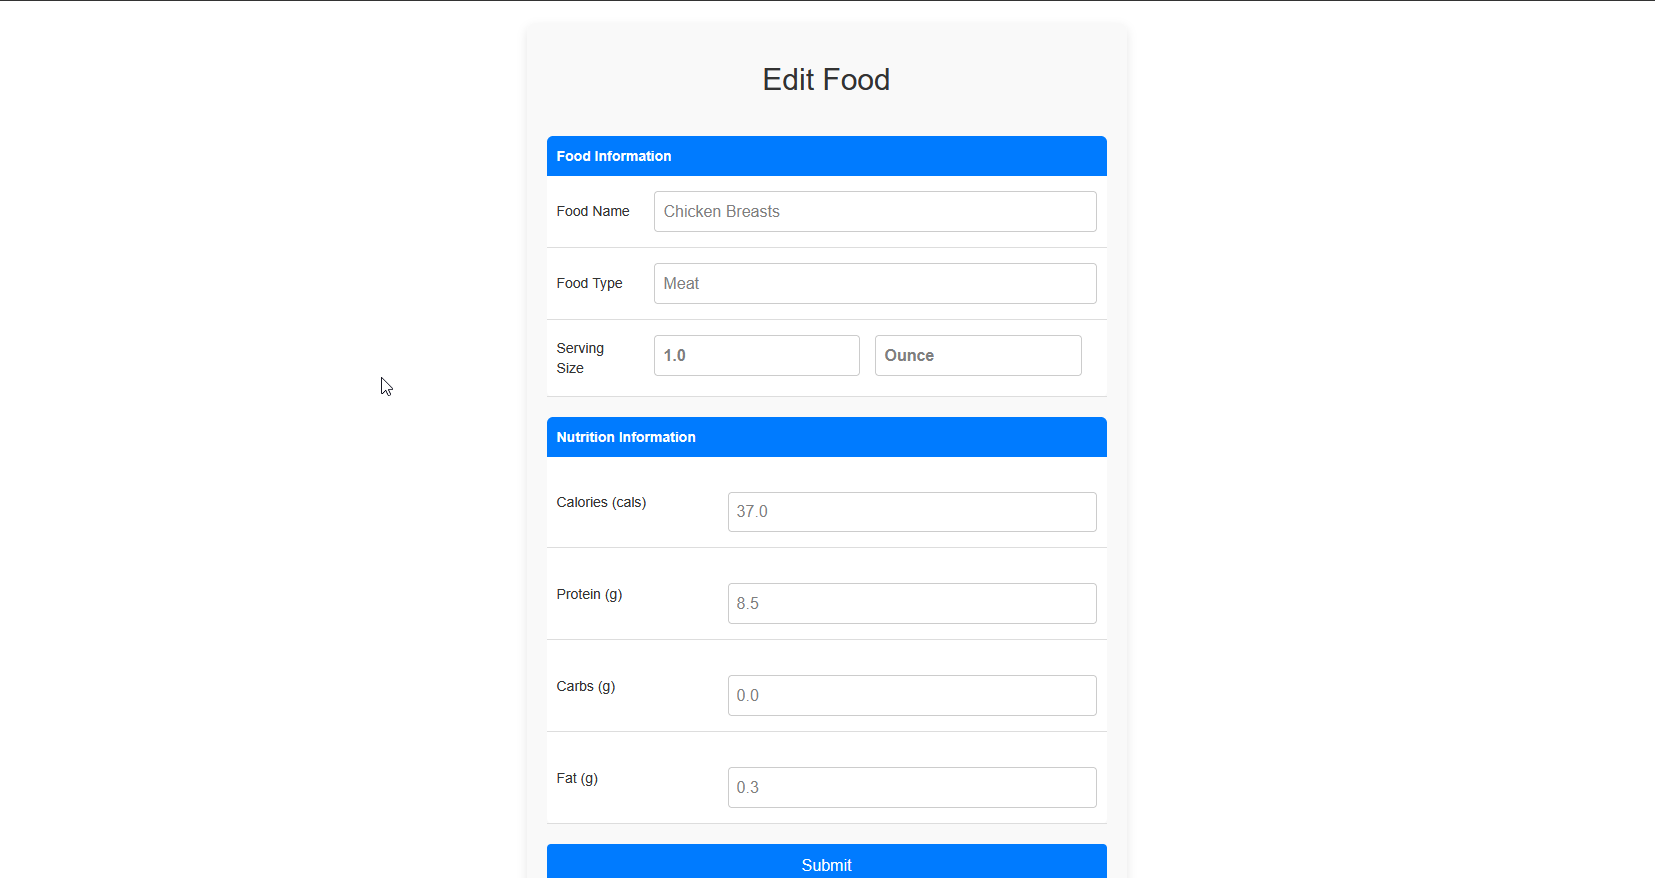 Edit Food
Food Information
Food Name
Chicken Breasts
Food Type
Meat
Serving
Size
1.0
Ounce
Nutrition Information
Calories (cals)
37.0
Protein (g)
8.5
Carbs (g)
0.0
Fat (g)
0.3
Submit